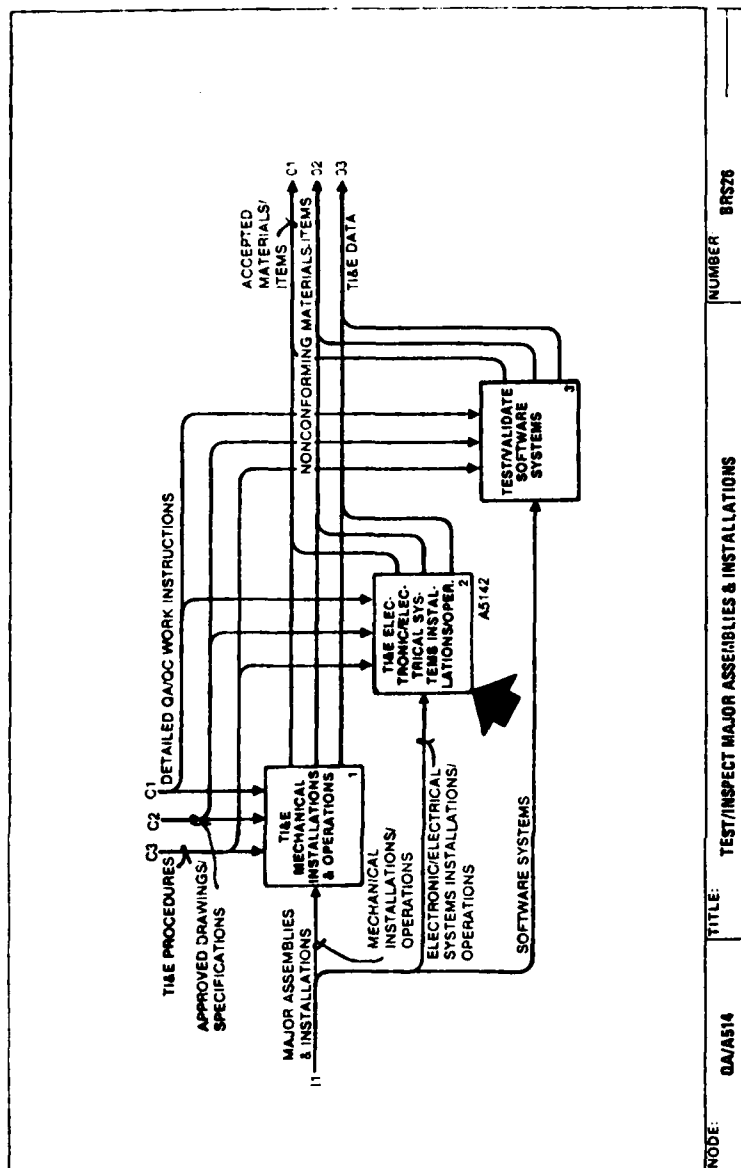 C3
C2
C1
TI&E PROCEDURES
APPROVED DRAWINGS/
SPECIFICATIONS
DETAILED QA/QC WORK INSTRUCTIONS
I1
MAJOR ASSEMBLIES
& INSTALLATIONS
TI&E
MECHANICAL
INSTALLATIONS
& OPERATIONS
1
MECHANICAL
INSTALLATIONS/
OPERATIONS
ELECTRONIC/ELECTRICAL
SYSTEMS INSTALLATIONS/
OPERATIONS
SOFTWARE SYSTEMS
TI&E ELEC-
TRONIC/ELEC-
TRICAL SYS-
TEMS INSTAL-
LATIONS/OPER.
2
A5142
TEST/VALIDATE
SOFTWARE
SYSTEMS
3
ACCEPTED
MATERIALS/
ITEMS
NONCONFORMING MATERIALS/ITEMS
TI&E DATA
O1
O2
O3
NODE:
QA/A514
TITLE:
TEST/INSPECT MAJOR ASSEMBLIES & INSTALLATIONS
NUMBER
BRS26